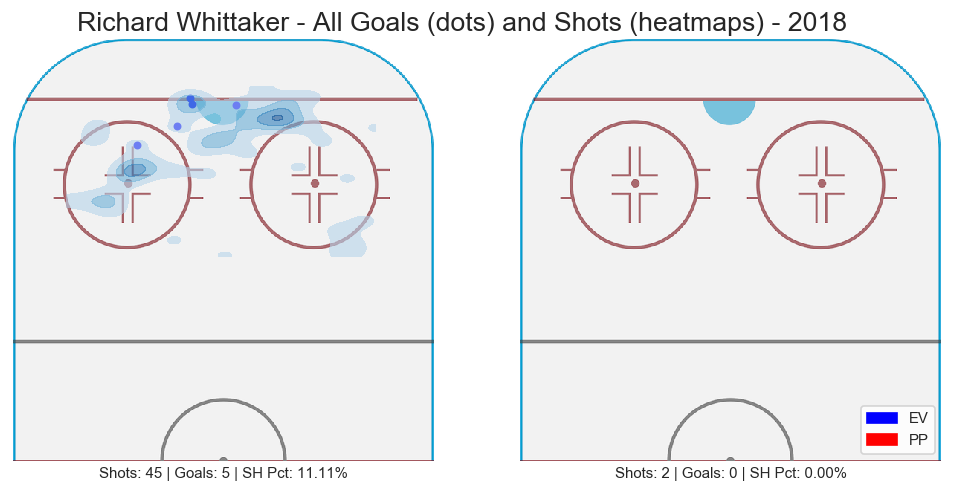 Richard Whittaker - All Goals (dots) and Shots (heatmaps) - 2018
EV
PP
Shots: 45 | Goals: 5 | SH Pct: 11.11%
Shots: 2 | Goals: 0 | SH Pct: 0.00%